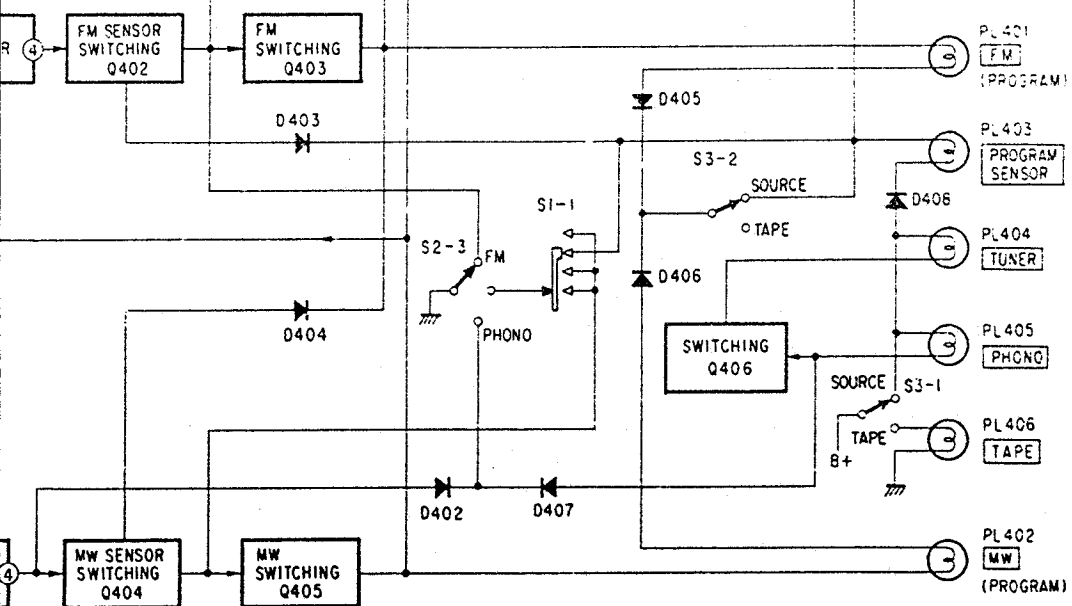 R
4
FM SENSOR
SWITCHING
Q402
FM
SWITCHING
Q403
PL401
FM
(PROGRAM)
D405
D403
PL403
PROGRAM
SENSOR
S3-2
SOURCE
TAPE
D408
S1-1
S2-3
FM
PL404
TUNER
D406
D404
PHONO
SWITCHING
Q406
PL405
PHONO
SOURCE
S3-1
TAPE
B+
PL406
TAPE
D402
D407
4
MW SENSOR
SWITCHING
Q404
MW
SWITCHING
Q405
PL402
MW
(PROGRAM)